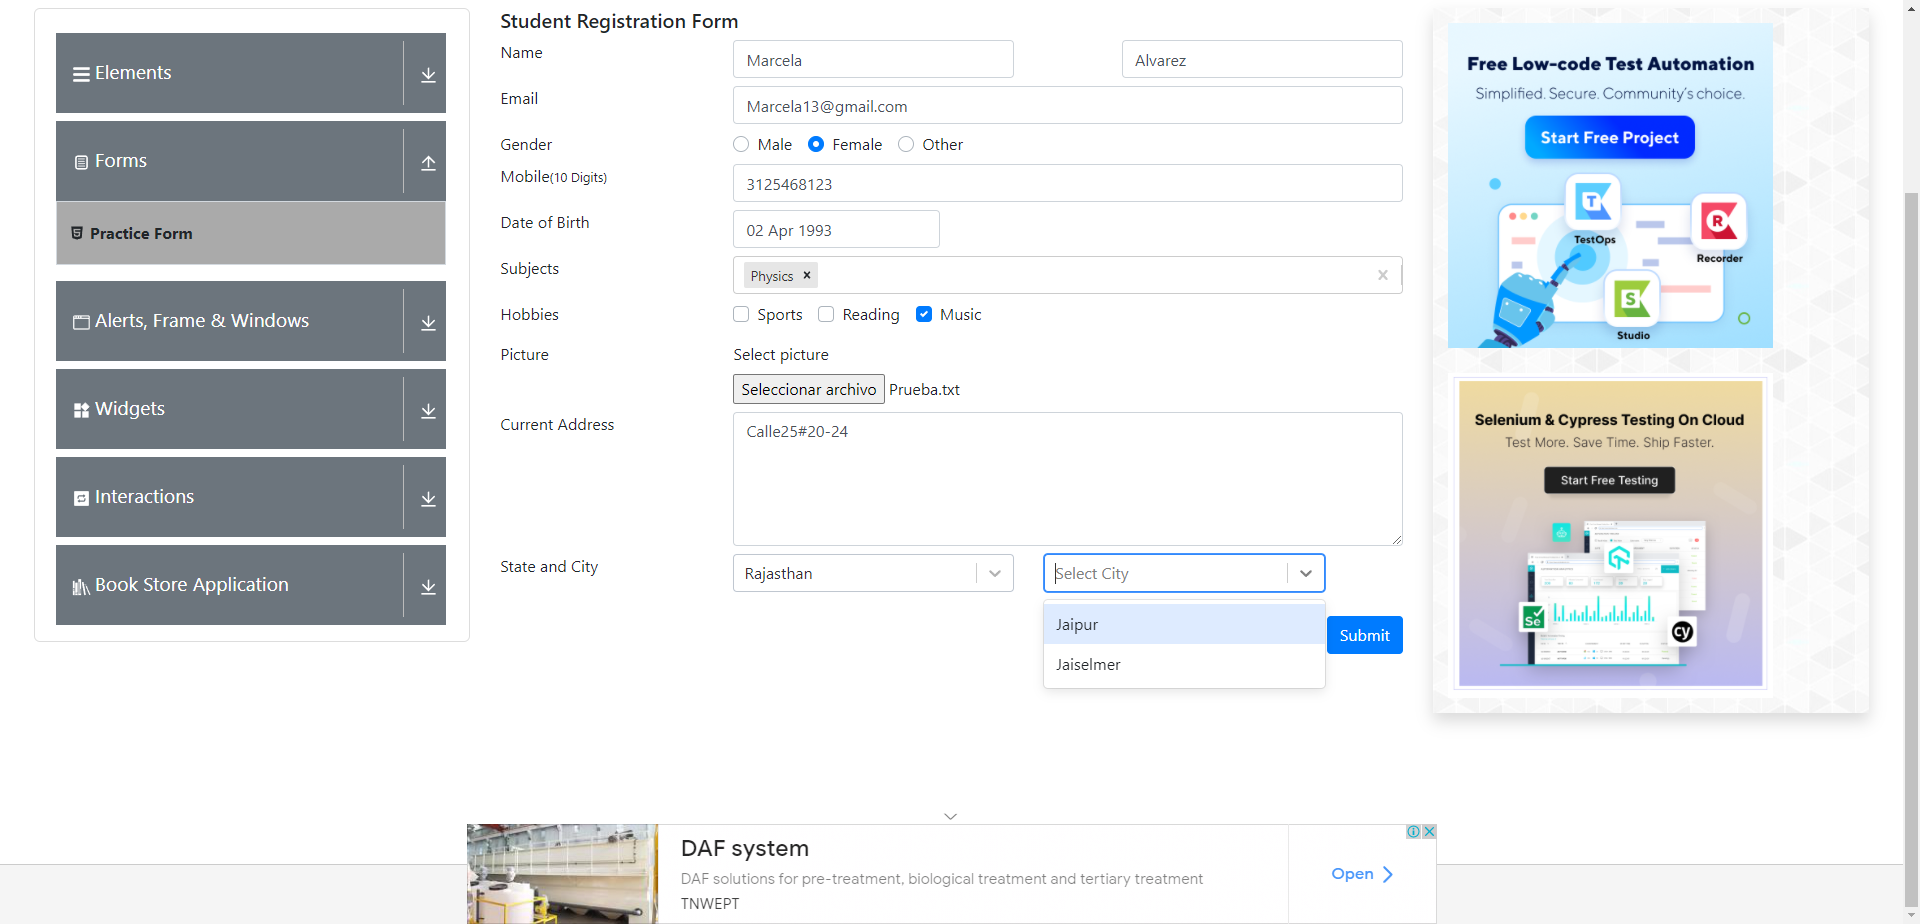 Elements
Forms
Practice Form
Alerts, Frame & Windows
Widgets
Interactions
Book Store Application
Student Registration Form
Name
Marcela
Alvarez
Email
Marcela13@gmail.com
Gender
Male
Female
Other
Mobile(10 Digits)
3125468123
Date of Birth
02 Apr 1993
Subjects
Physics
Hobbies
Sports
Reading
Music
Picture
Select picture
Seleccionar archivo Prueba.txt
Current Address
Calle25#20-24
State and City
Rajasthan
Select City
Jaipur
Jaiselmer
Submit
Free Low-code Test Automation
Simplified. Secure. Community's choice.
Start Free Project
TestOps
Recorder
Studio
Selenium & Cypress Testing On Cloud
Test More. Save Time. Ship Faster.
Start Free Testing
Se
cy
DAF system
DAF solutions for pre-treatment, biological treatment and tertiary treatment
TNWEPT
Open